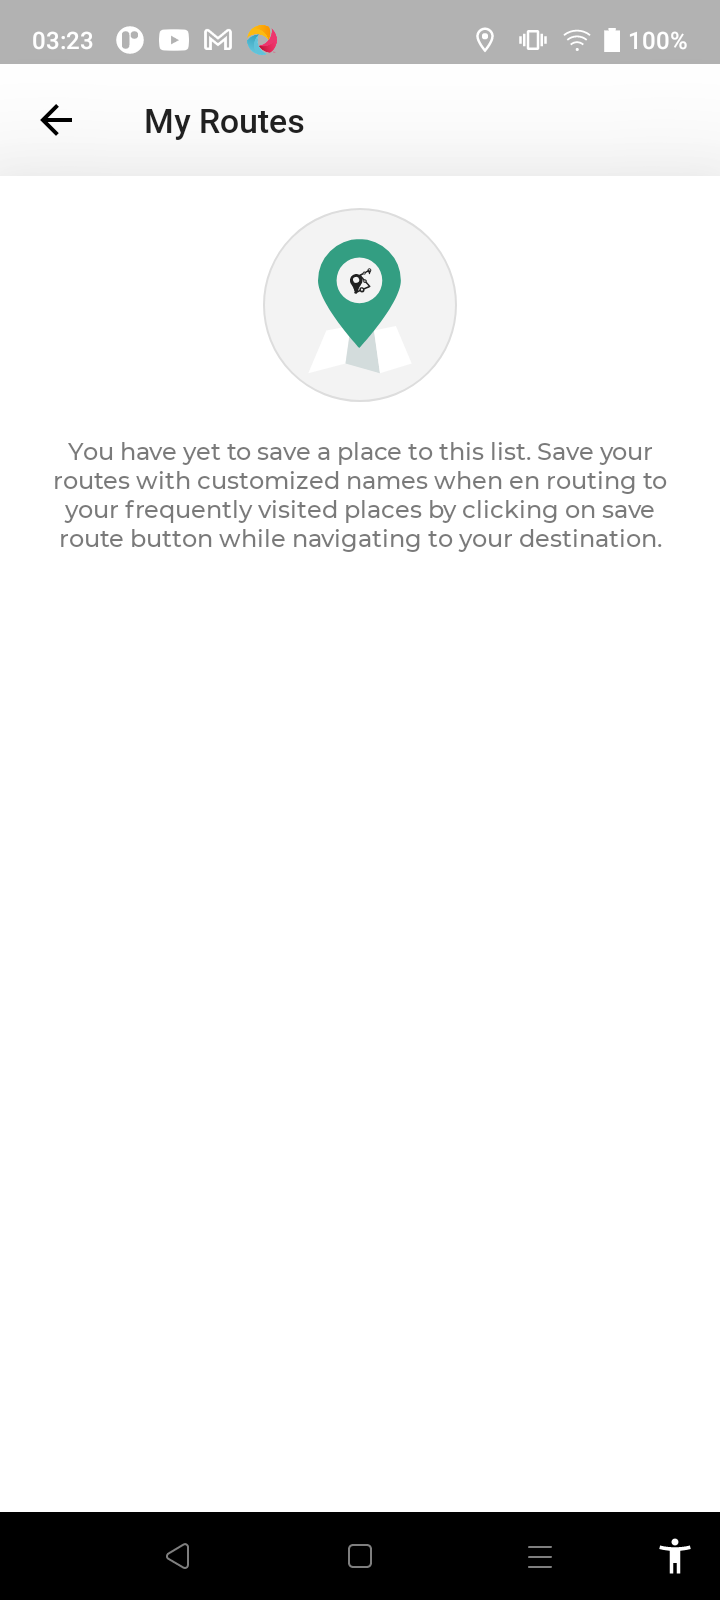 03:23
100%
My Routes
You have yet to save a place to this list. Save your
routes with customized names when en routing to
your frequently visited places by clicking on save
route button while navigating to your destination.